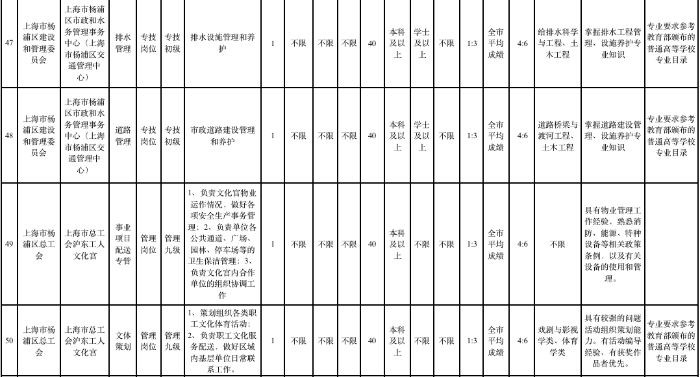 47
上海市杨
浦区建设
和管理委
员会
上海市杨浦
区市政和水
务管理事务
中心（上海
市杨浦区交
通管理中
心）
排水
管理
专技
岗位
专技
初级
排水设施管理和养
护
1
不限
不限
不限
40
本科
及以
上
学士
及以
上
不限
1:3
全市
平均
成绩
4:6
给排水科学
与工程、土
木工程
掌握排水工程管
理、设施养护专
业知识
专业要求参考
教育部颁布的
普通高等学校
专业目录
48
上海市杨
浦区建设
和管理委
员会
上海市杨浦
区市政和水
务管理事务
中心（上海
市杨浦区交
通管理中
心）
道路
管理
专技
岗位
专技
初级
市政道路建设管理
和养护
1
不限
不限
不限
40
本科
及以
上
学士
及以
上
不限
1:3
全市
平均
成绩
4:6
道路桥梁与
渡河工程、
土木工程
掌握道路建设管
理、设施养护专
业知识
专业要求参考
教育部颁布的
普通高等学校
专业目录
49
上海市杨
浦区总工
会
上海市总工
会沪东工人
文化宫
事业
项目
配送
专管
管理
岗位
管理
九级
1、负责文化宫物业
运作情况，做好各
项安全生产事务管
理；2、负责单位各
公共通道、广场、
园林、停车场等的
卫生保洁管理；3、
负责文化宫内合作
单位的组织协调工
作
1
不限
不限
不限
40
本科
及以
上
不限
不限
1:3
全市
平均
成绩
4:6
不限
具有物业管理工
作经验，熟悉消
防、能源、特种
设备等相关政策
条例，以及有关
设备的使用和管
理。
50
上海市杨
浦区总工
会
上海市总工
会沪东工人
文化宫
文体
策划
管理
岗位
管理
九级
1、策划组织各类职
工文化体育活动；
2、负责职工文化服
务配送，做好区域
内基层单位日常联
系工作。
1
不限
不限
不限
40
本科
及以
上
不限
不限
1:3
全市
平均
成绩
4:6
戏剧与影视
学类、体育
学类
具有较强的问题
活动组织策划能
力。有活动编导
经验，有获奖作
品者优先。
专业要求参考
教育部颁布的
普通高等学校
专业目录